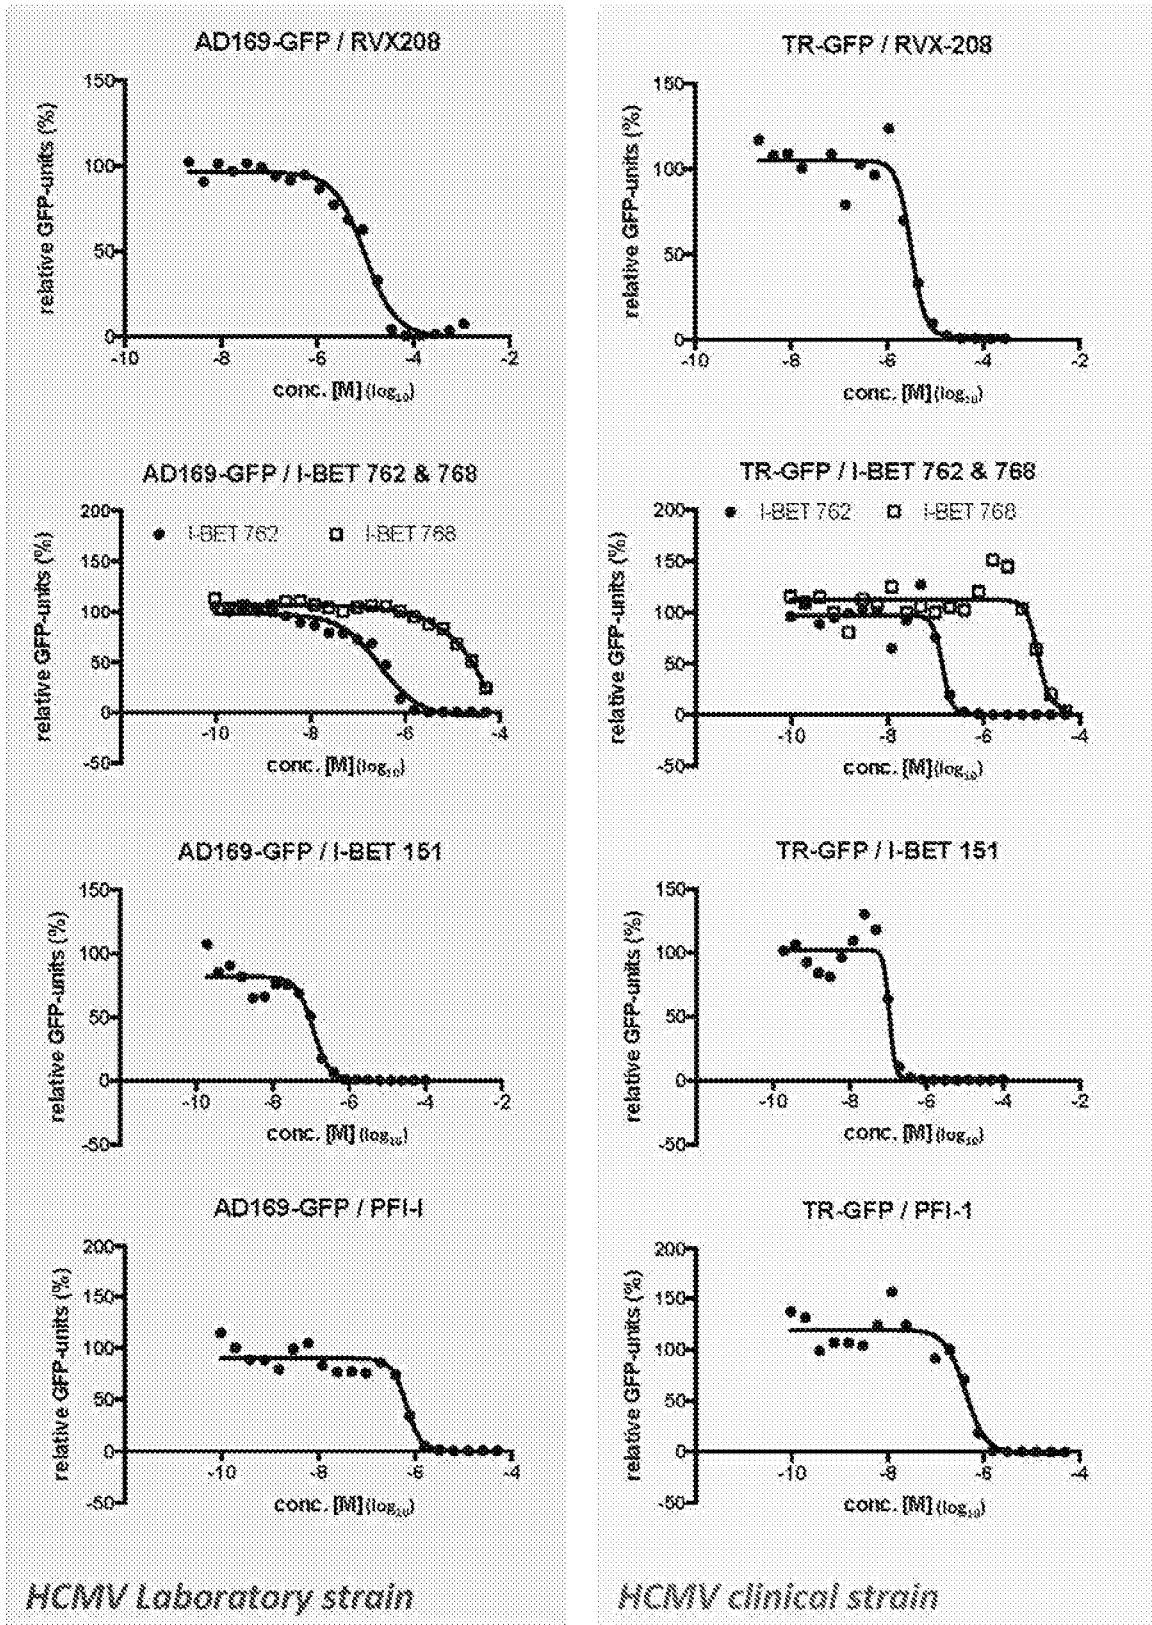 AD169-GFP / RVX208
150
100
50
0
-10
-8
-6
-4
-2
relative GFP-units (%)
conc. [M] (log₁₀)
TR-GFP / RVX-208
150
100
50
0
-10
-8
-6
-4
-2
relative GFP-units (%)
conc. [M] (log₁₀)
AD169-GFP / I-BET 762 & 768
I-BET 762
I-BET 768
200
150
100
50
0
-50
-10
-8
-6
-4
relative GFP-units (%)
conc. [M] (log₁₀)
TR-GFP / I-BET 762 & 768
I-BET 762
I-BET 768
200
150
100
50
0
-50
-10
-8
-6
-4
relative GFP-units (%)
conc. [M] (log₁₀)
AD169-GFP / I-BET 151
150
100
50
0
-50
-10
-8
-6
-4
-2
relative GFP-units (%)
conc. [M] (log₁₀)
TR-GFP / I-BET 151
150
100
50
0
-50
-10
-8
-6
-4
-2
relative GFP-units (%)
conc. [M] (log₁₀)
AD169-GFP / PFI-I
200
150
100
50
0
-50
-10
-8
-6
-4
relative GFP-units (%)
conc. [M] (log₁₀)
TR-GFP / PFI-1
200
150
100
50
0
-50
-10
-8
-6
-4
relative GFP-units (%)
conc. [M] (log₁₀)
HCMV Laboratory strain
HCMV clinical strain